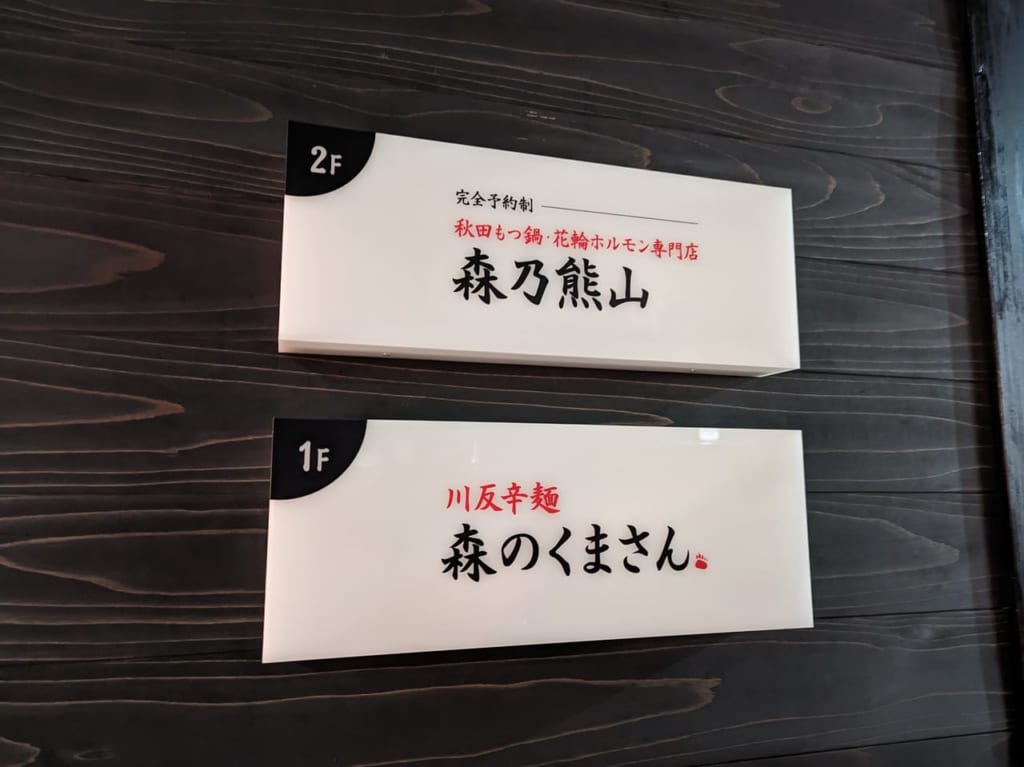 2F
完全予約制
秋田もつ鍋・花輪ホルモン専門店
森乃熊山
1F
川反辛麺
森のくまさん